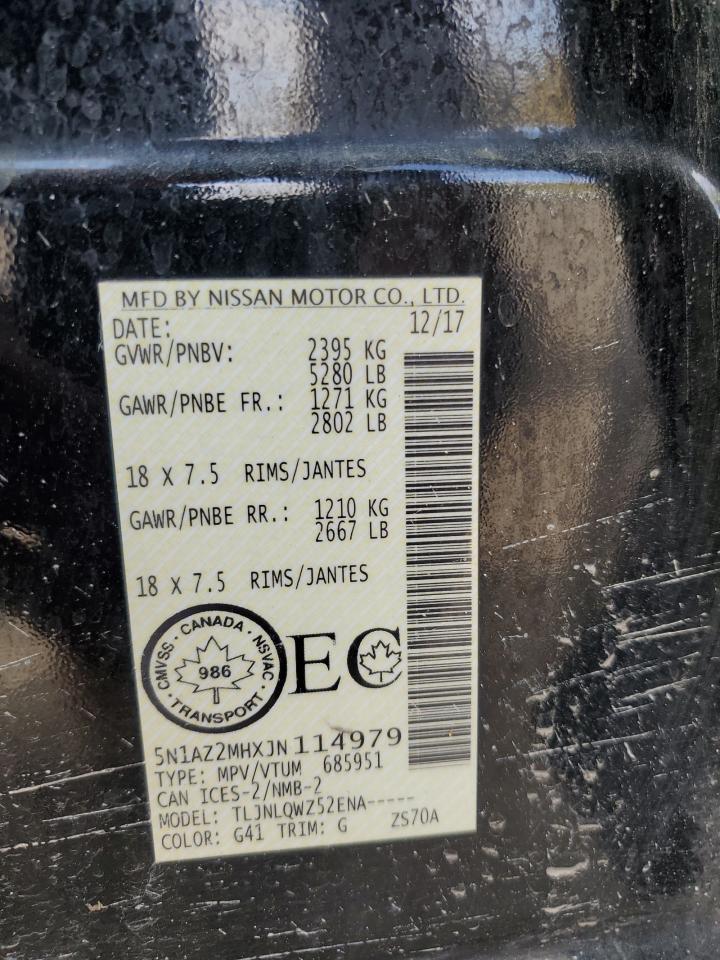 MFD BY NISSAN MOTOR CO., LTD.
DATE: 12/17
GVWR/PNBV: 2395 KG
5280 LB
GAWR/PNBE FR.: 1271 KG
2802 LB
18 X 7.5 RIMS/JANTES
GAWR/PNBE RR.: 1210 KG
2667 LB
18 X 7.5 RIMS/JANTES
CANADA · NSVAC · TRANSPORT · CMVSS ·
986
EC
5N1AZ2MHXJN114979
TYPE: MPV/VTUM 685951
CAN ICES-2/NMB-2
MODEL: TLJNLQWZ52ENA-----
COLOR: G41 TRIM: G ZS70A